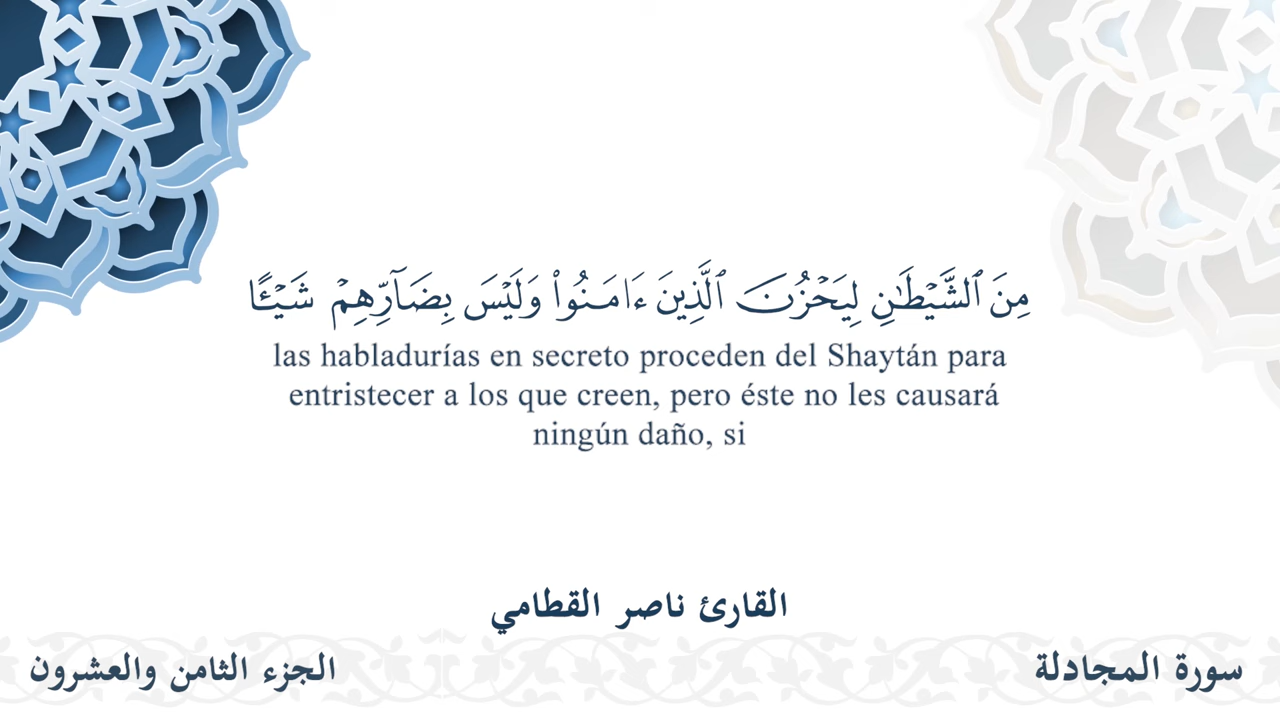 مِنَ ٱلشَّيْطَٰنِ لِيَحْزُنَ ٱلَّذِينَ ءَامَنُوا۟ وَلَيْسَ بِضَآرِّهِمْ شَيْـًٔا
las habladurías en secreto proceden del Shaytán para
entristecer a los que creen, pero éste no les causará
ningún daño, si
القارئ ناصر القطامي
سورة المجادلة
الجزء الثامن والعشرون